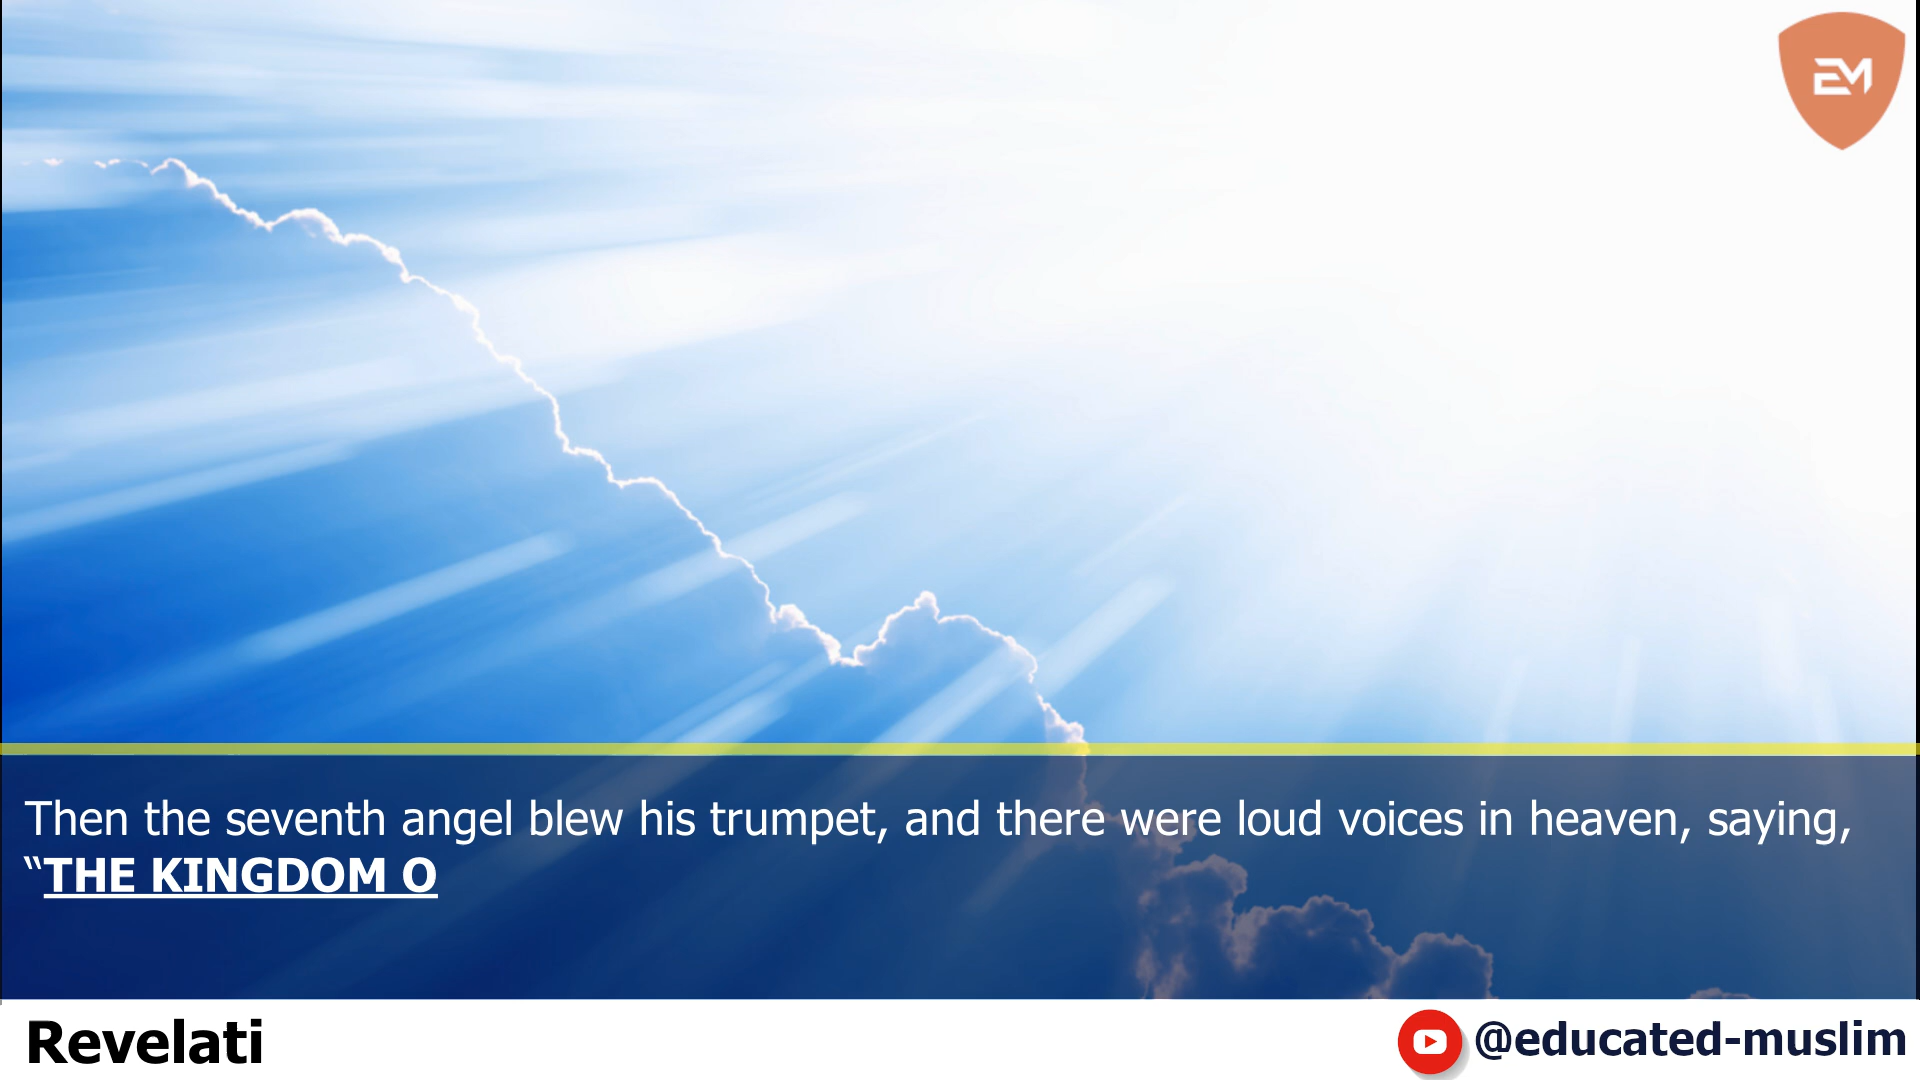 EM
Then the seventh angel blew his trumpet, and there were loud voices in heaven, saying,
“THE KINGDOM O
Revelati
@educated-muslim